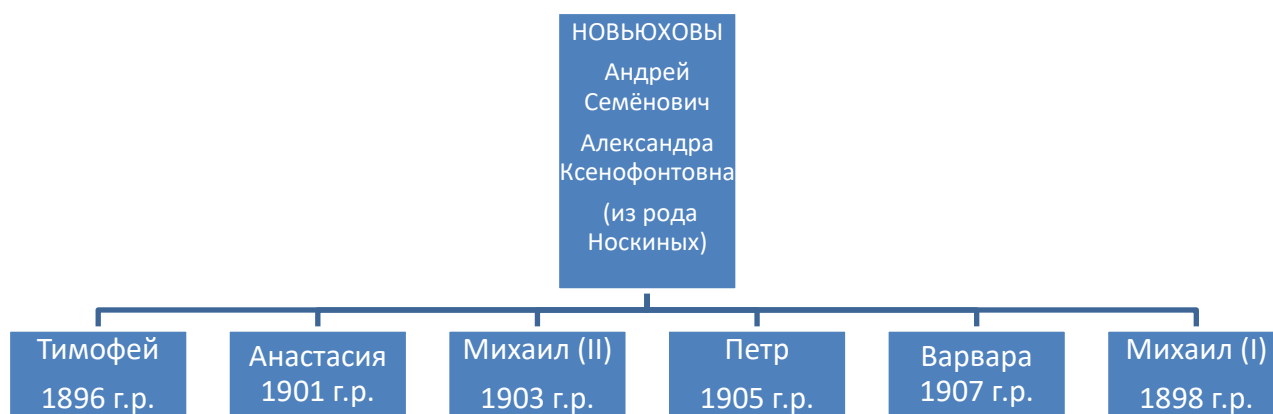 НОВЬЮХОВЫ
Андрей
Семёнович
Александра
Ксенофонтовна
(из рода
Носкиных)
Тимофей
1896 г.р.
Анастасия
1901 г.р.
Михаил (II)
1903 г.р.
Петр
1905 г.р.
Варвара
1907 г.р.
Михаил (I)
1898 г.р.